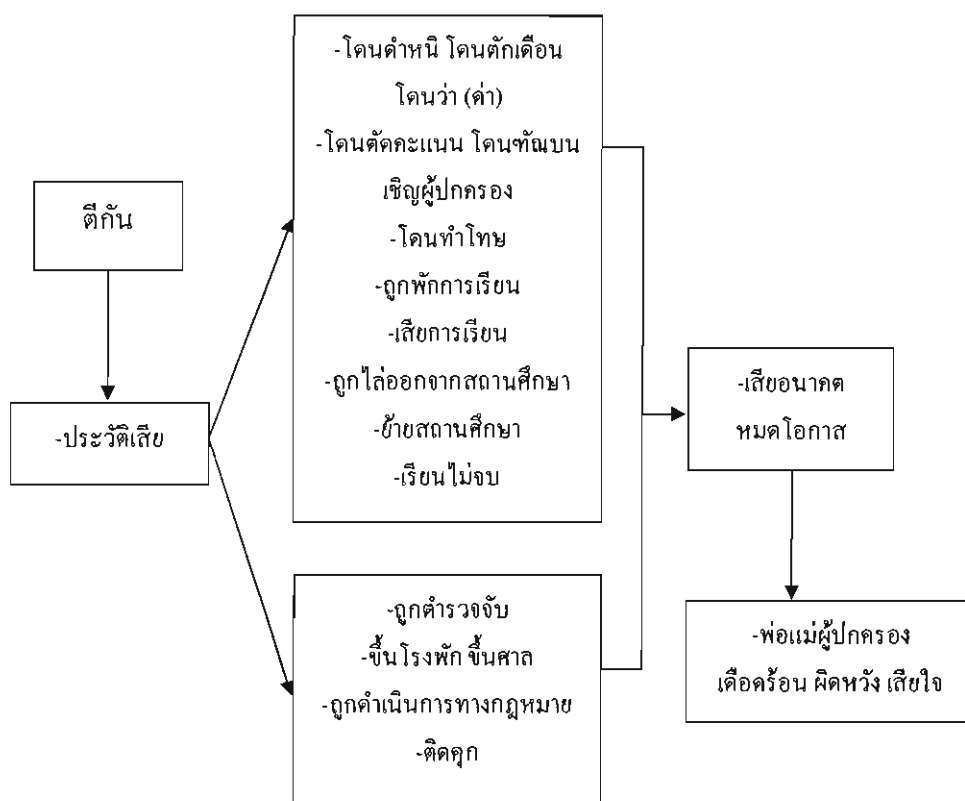 ตีกัน
-ประวัติเสีย
-โดนตำหนิ โดนตักเตือน
โดนว่า (ด่า)
-โดนตัดคะแนน โดนทัณบน
เชิญผู้ปกครอง
-โดนทำโทษ
-ถูกพักการเรียน
-เสียการเรียน
-ถูกไล่ออกจากสถานศึกษา
-ย้ายสถานศึกษา
-เรียนไม่จบ
-ถูกตำรวจจับ
-ขึ้นโรงพัก ขึ้นศาล
-ถูกดำเนินการทางกฎหมาย
-ติดคุก
-เสียอนาคต
หมดโอกาส
-พ่อแม่ผู้ปกครอง
เดือดร้อน ผิดหวัง เสียใจ